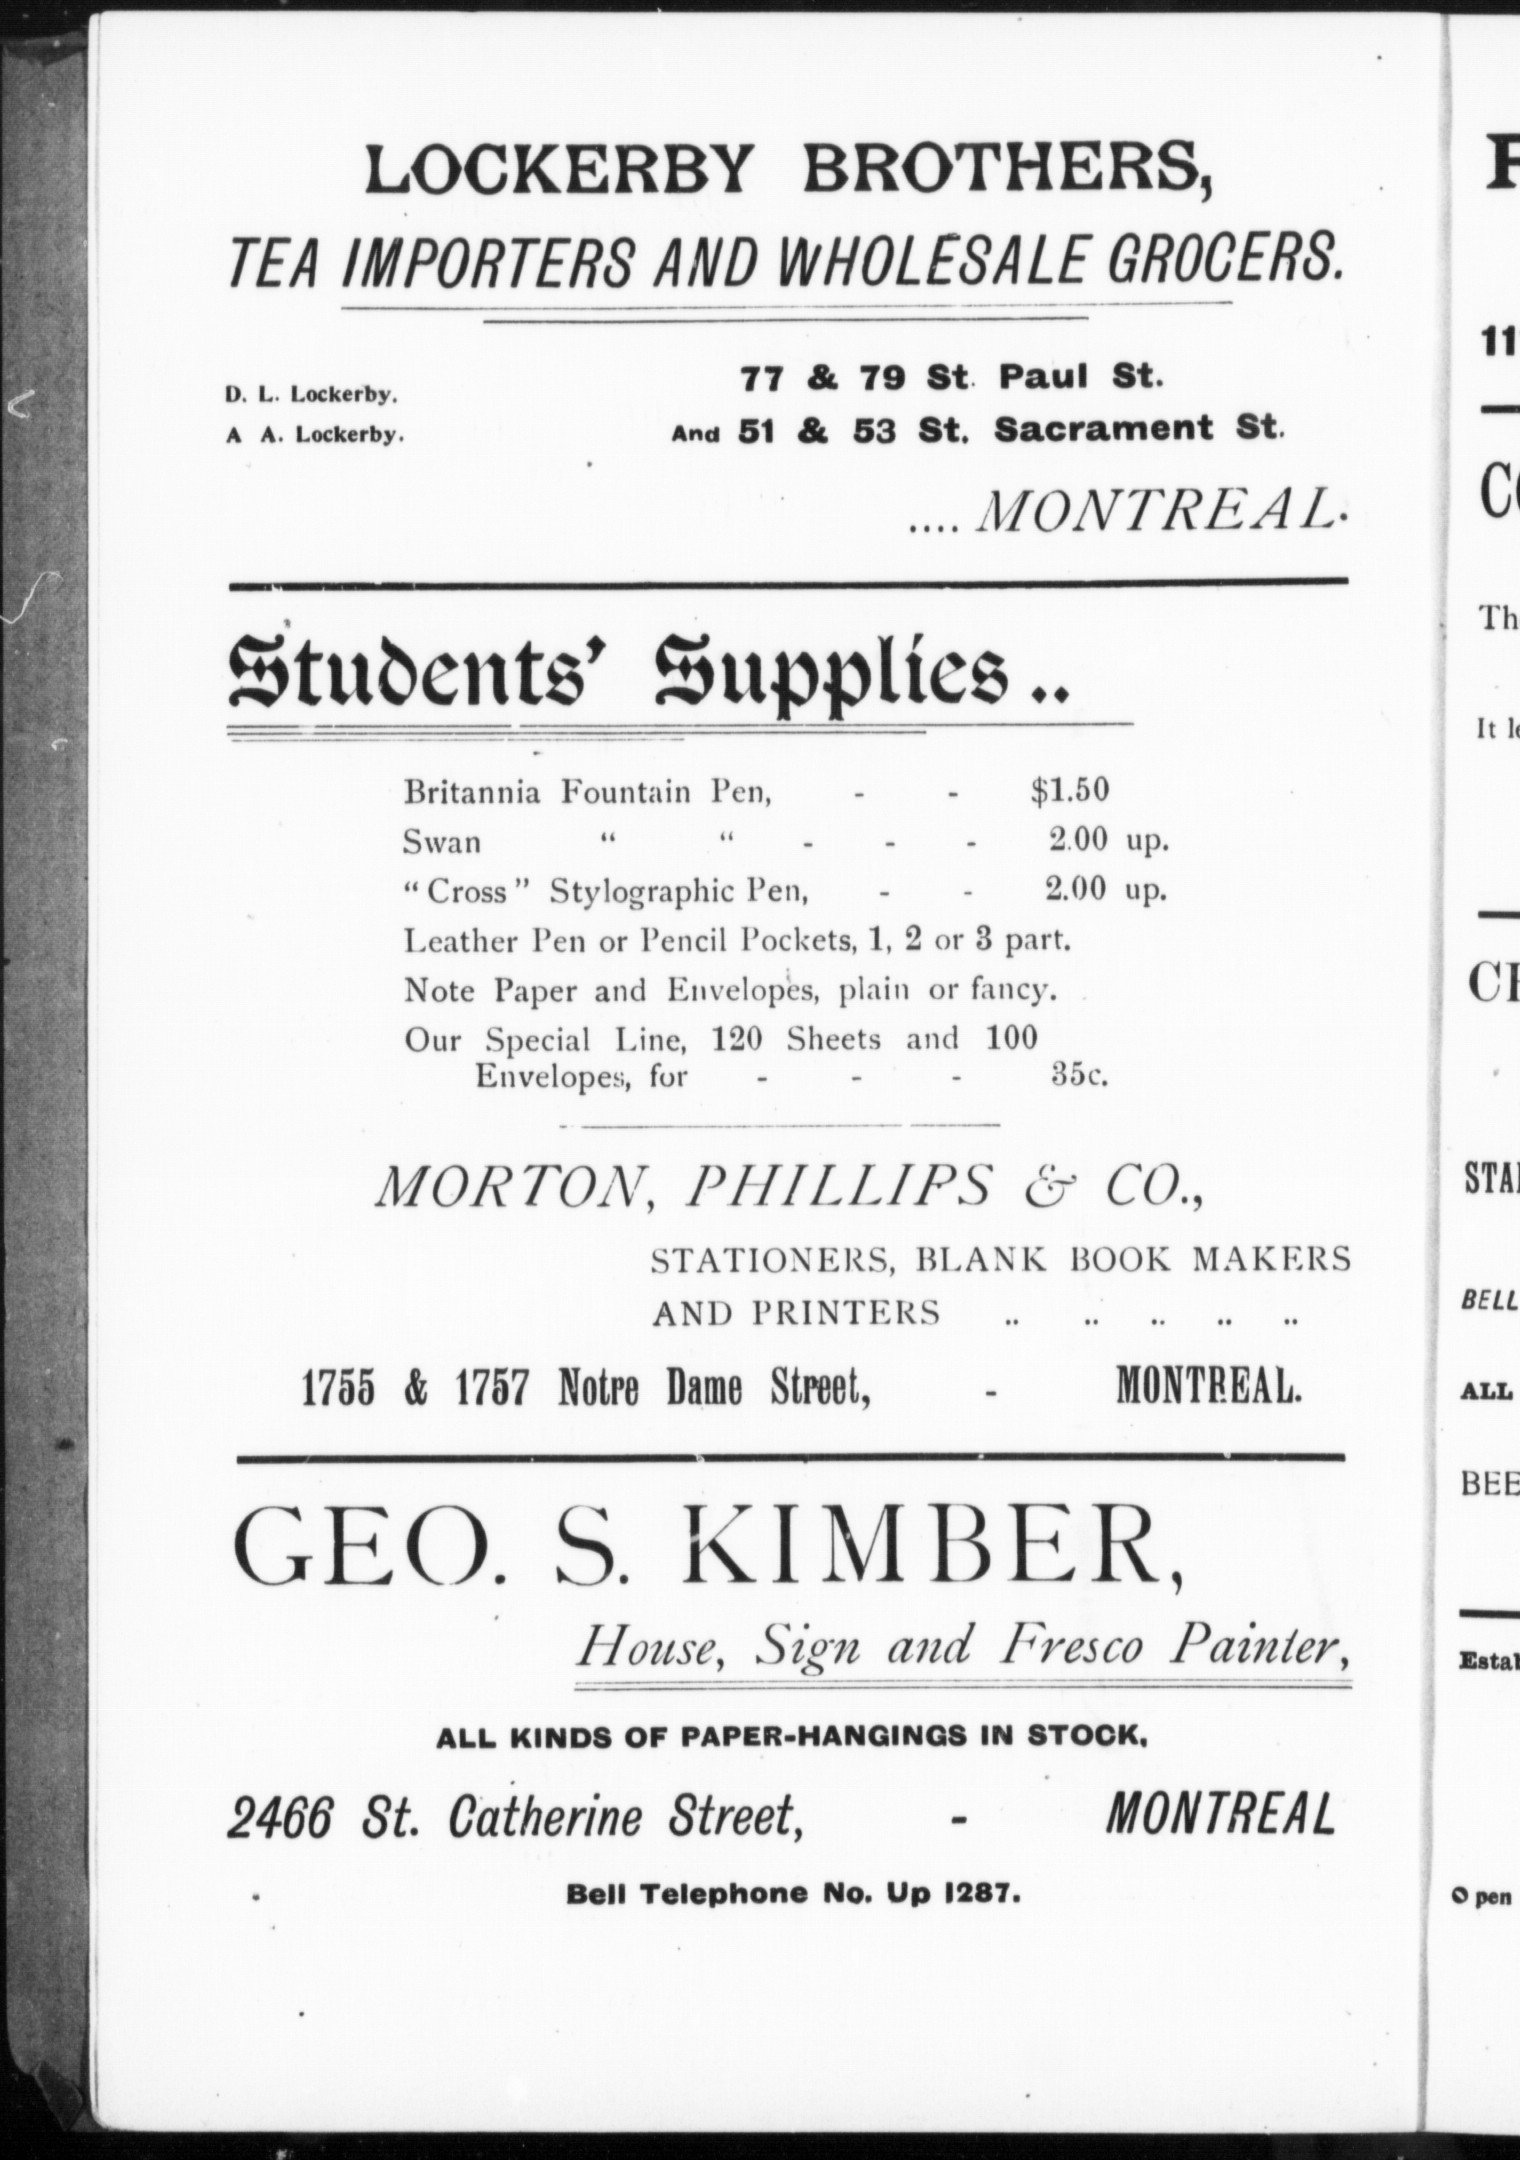 LOCKERBY BROTHERS,
TEA IMPORTERS AND WHOLESALE GROCERS.
D. L. Lockerby.
A A. Lockerby.
77 & 79 St. Paul St.
And 51 & 53 St. Sacrament St.
.... MONTREAL.
Students' Supplies ..
Britannia Fountain Pen, - - $1.50
Swan " " - - - 2.00 up.
"Cross" Stylographic Pen, - - 2.00 up.
Leather Pen or Pencil Pockets, 1, 2 or 3 part.
Note Paper and Envelopes, plain or fancy.
Our Special Line, 120 Sheets and 100
Envelopes, for - - - 35c.
MORTON, PHILLIPS & CO.,
STATIONERS, BLANK BOOK MAKERS
AND PRINTERS .. .. .. .. ..
1755 & 1757 Notre Dame Street, - MONTREAL.
GEO. S. KIMBER,
House, Sign and Fresco Painter,
ALL KINDS OF PAPER-HANGINGS IN STOCK,
2466 St. Catherine Street, - MONTREAL
Bell Telephone No. Up 1287.
11
It
BELL
ALL
Open